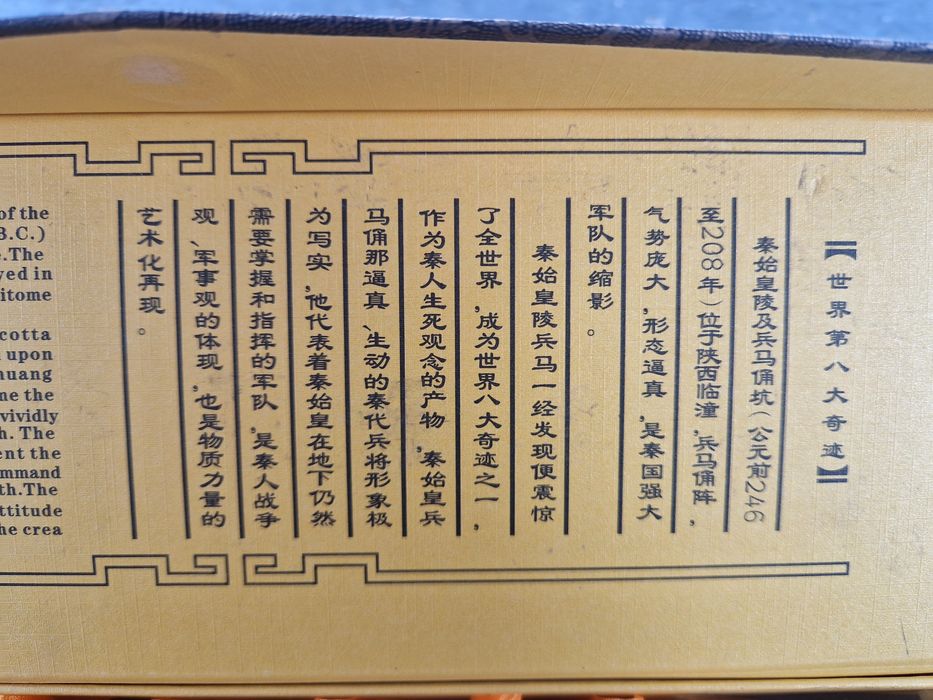 【世界第八大奇迹】
秦始皇陵及兵马俑坑（公元前246
至208年）位于陕西临潼，兵马俑阵，
气势庞大，形态逼真，是秦国强大
军队的缩影。
秦始皇陵兵马一经发现便震惊
了全世界，成为世界八大奇迹之一，
作为秦人生死观念的产物，秦始皇兵
马俑那逼真、生动的秦代兵将形象极
为写实，他代表着秦始皇在地下仍然
需要掌握和指挥的军队，是秦人战争
观、军事观的体现，也是物质力量的
艺术化再现。
of the
B.C.)
e.The
yed in
itome
cotta
upon
huang
ne the
vividly
h. The
ent the
mmand
th.The
ttitude
he crea